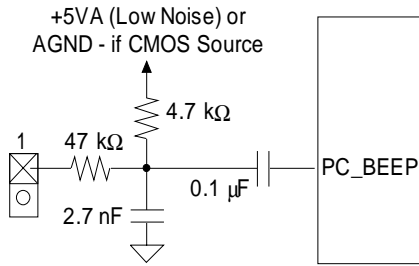 +5VA (Low Noise) or
AGND - if CMOS Source
4.7 kΩ
1
47 kΩ
PC_BEEP
0.1 µF
2.7 nF